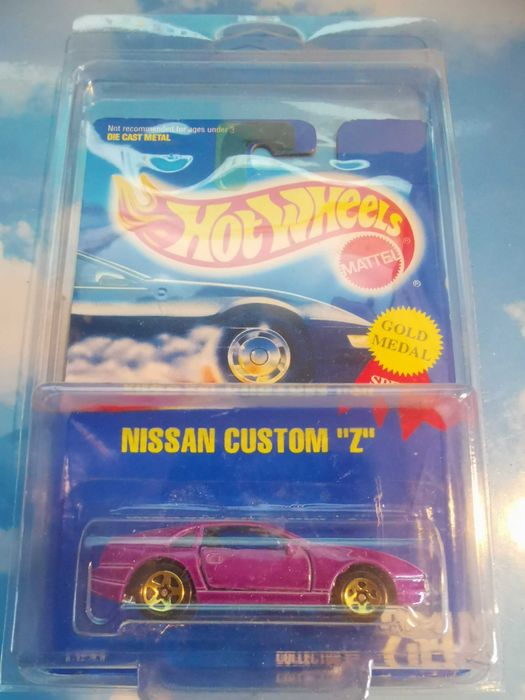 Not recommended for ages under 3
DIE CAST METAL
HOT WHEELS
®
MATTEL
®
GOLD
MEDAL
NISSAN CUSTOM "Z"